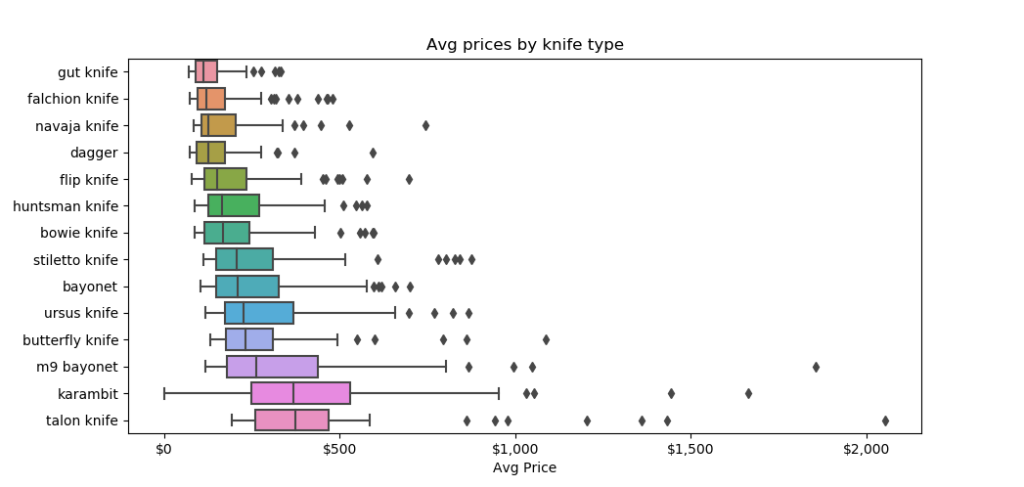 Avg prices by knife type
gut knife
falchion knife
navaja knife
dagger
flip knife
huntsman knife
bowie knife
stiletto knife
bayonet
ursus knife
butterfly knife
m9 bayonet
karambit
talon knife
$0 $500 $1,000 $1,500 $2,000
Avg Price